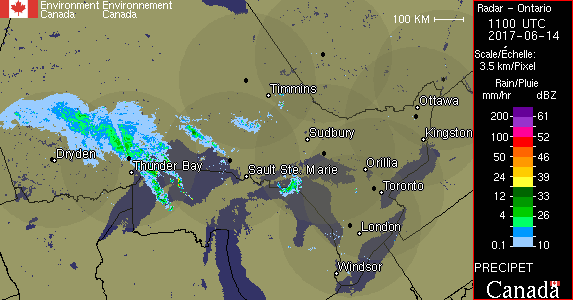 Environment Environnement
Canada Canada
100 KM
Timmins
Ottawa
Sudbury
Kingston
Dryden
Thunder Bay
Sault Ste. Marie
Orillia
Toronto
London
Windsor
Radar - Ontario
1100 UTC
2017-06-14
Scale/Échelle:
3.5 km/Pixel
Rain/Pluie
mm/hr dBZ
200 61
100 52
50 46
24 39
12 33
4 26
0.1 10
PRECIPET
Canada